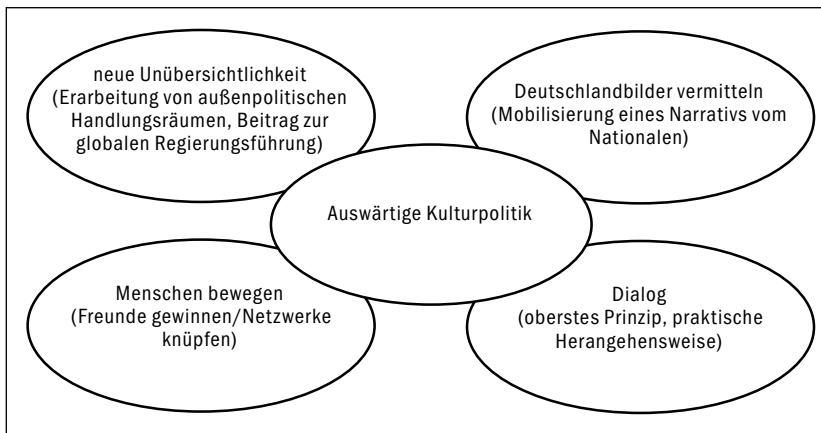 neue Unübersichtlichkeit
(Erarbeitung von außenpolitischen
Handlungsräumen, Beitrag zur
globalen Regierungsführung)
Deutschlandbilder vermitteln
(Mobilisierung eines Narrativs vom
Nationalen)
Auswärtige Kulturpolitik
Menschen bewegen
(Freunde gewinnen/Netzwerke
knüpfen)
Dialog
(oberstes Prinzip, praktische
Herangehensweise)